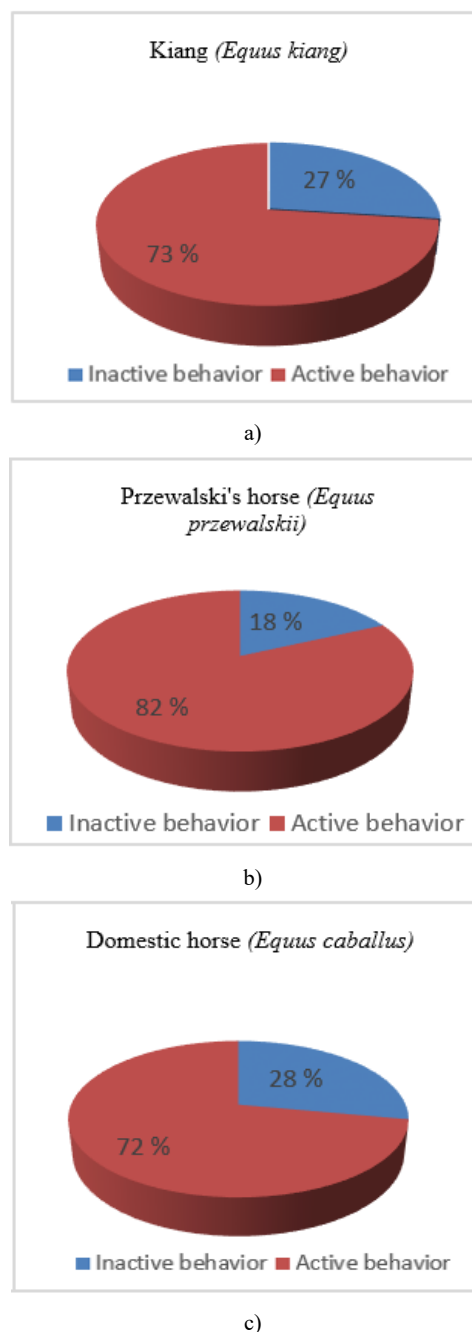 Kiang (Equus kiang)
27 %
73 %
Inactive behavior Active behavior
a)
Przewalski's horse (Equus
przewalskii)
18 %
82 %
Inactive behavior Active behavior
b)
Domestic horse (Equus caballus)
28 %
72 %
Inactive behavior Active behavior
c)